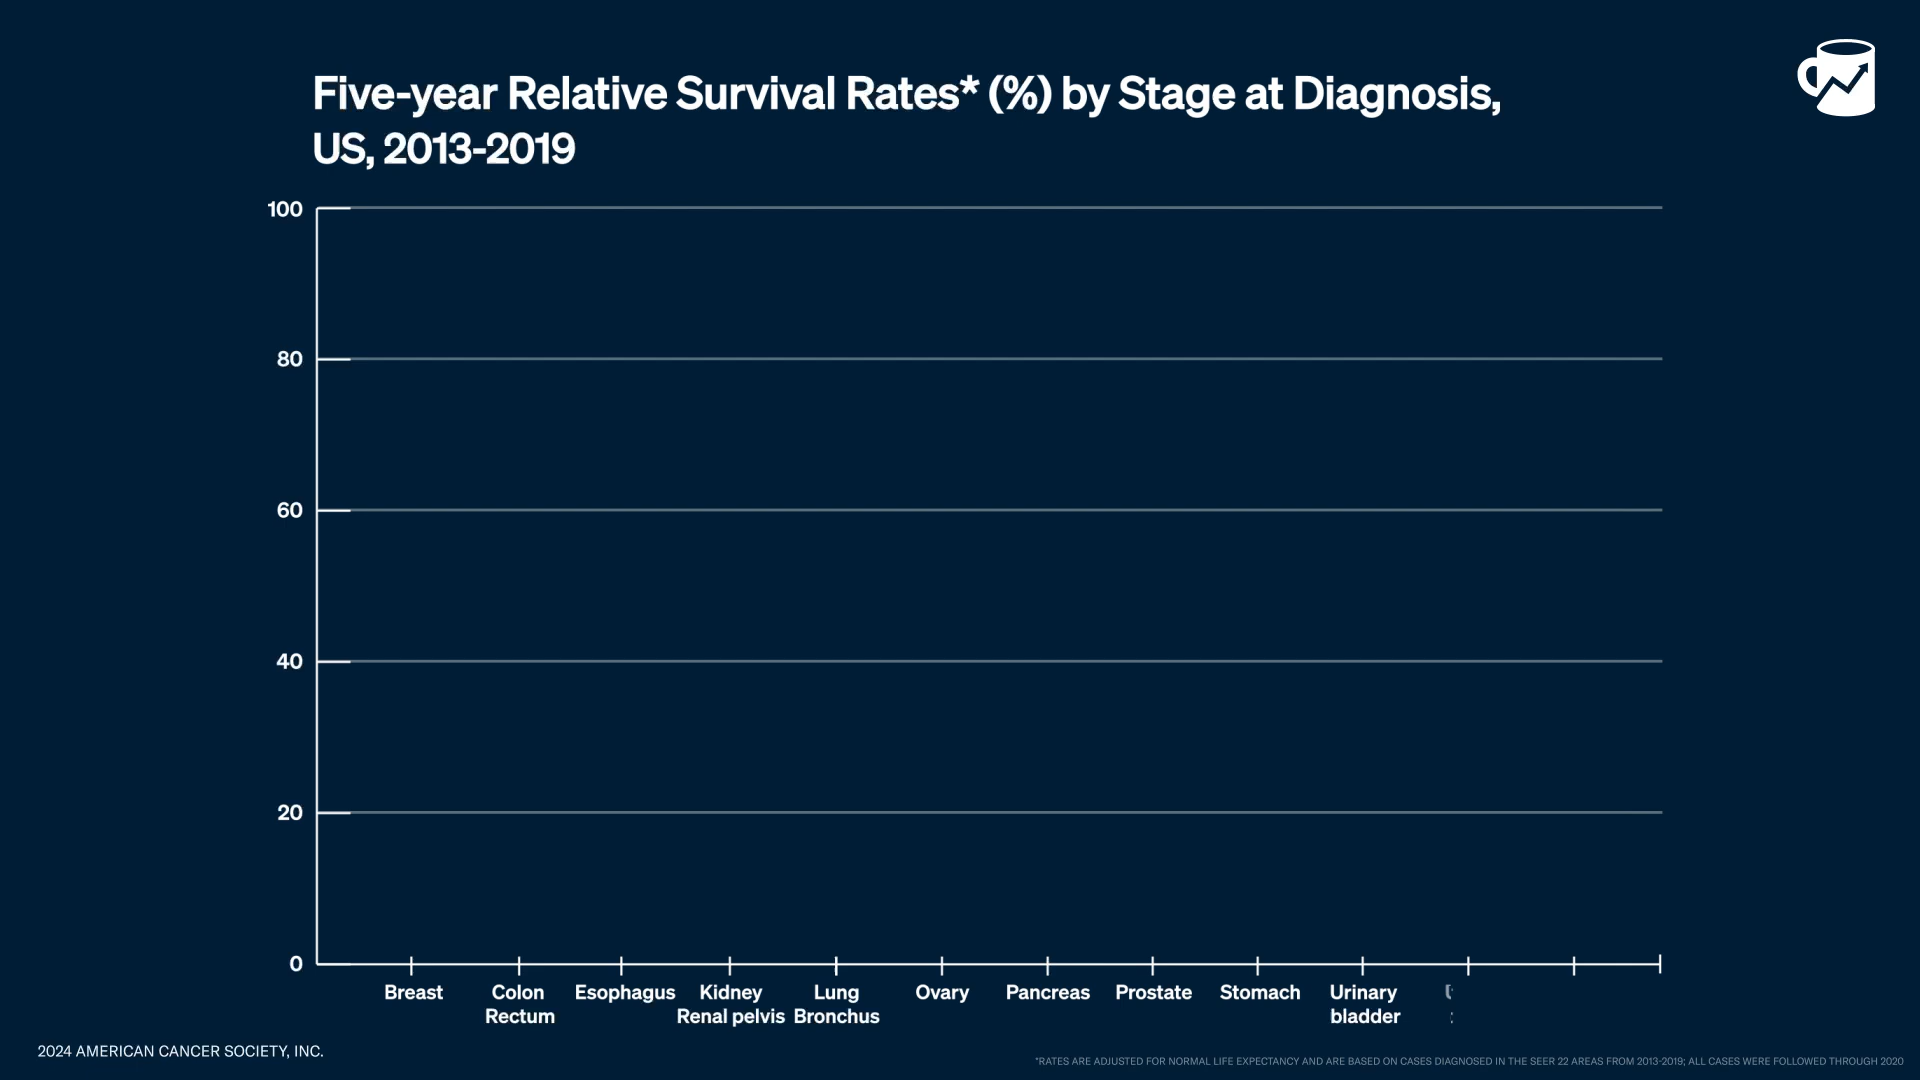 Five-year Relative Survival Rates* (%) by Stage at Diagnosis,
US, 2013-2019
100
80
60
40
20
0
Breast
Colon
Rectum
Esophagus
Kidney
Renal pelvis
Lung
Bronchus
Ovary
Pancreas
Prostate
Stomach
Urinary
bladder
2024 AMERICAN CANCER SOCIETY, INC.
*RATES ARE ADJUSTED FOR NORMAL LIFE EXPECTANCY AND ARE BASED ON CASES DIAGNOSED IN THE SEER 22 AREAS FROM 2013-2019; ALL CASES WERE FOLLOWED THROUGH 2020